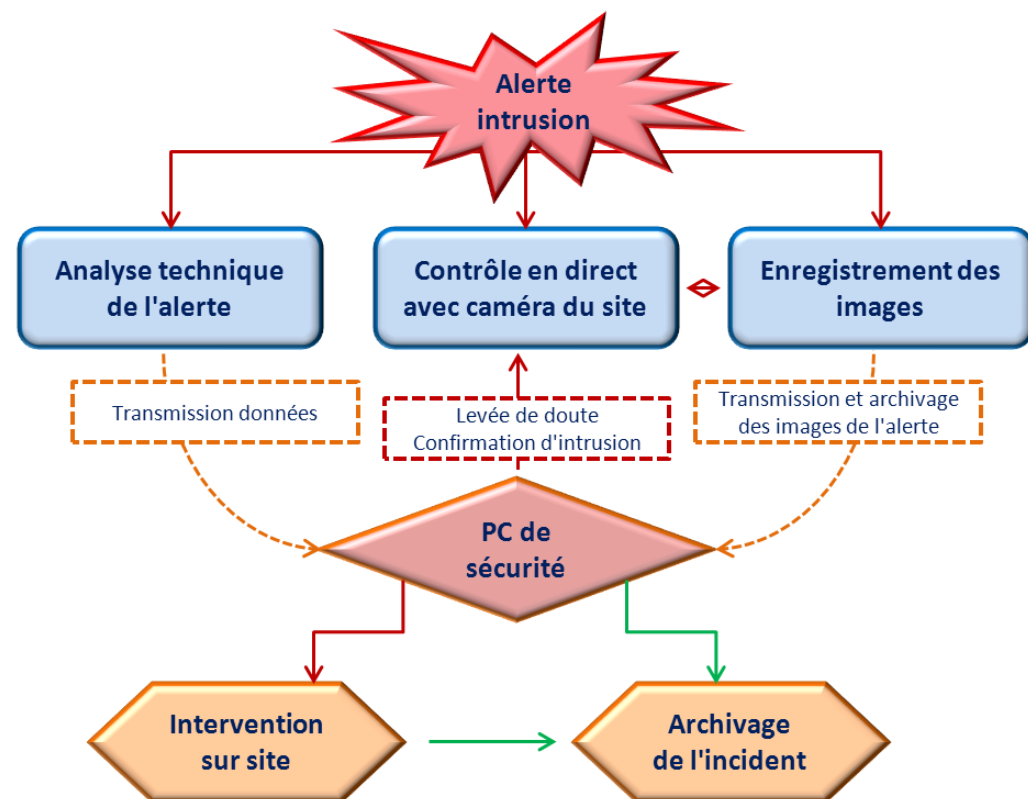 Alerte
intrusion
Analyse technique
de l'alerte
Contrôle en direct
avec caméra du site
Enregistrement des
images
Transmission données
Levée de doute
Confirmation d'intrusion
Transmission et archivage
des images de l'alerte
PC de
sécurité
Intervention
sur site
Archivage
de l'incident